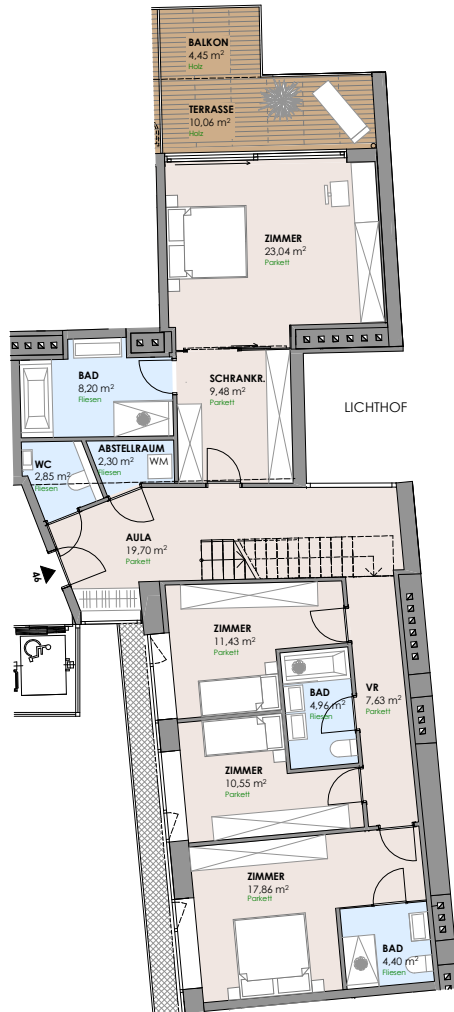 BALKON
4,45 m²
Holz
TERRASSE
10,06 m²
Holz
ZIMMER
23,04 m²
Parkett
BAD
8,20 m²
Fliesen
SCHRANKR.
9,48 m²
Parkett
LICHTHOF
WC
2,85 m²
Fliesen
ABSTELLRAUM
2,30 m²
Fliesen
WM
AULA
19,70 m²
Parkett
A6
ZIMMER
11,43 m²
Parkett
BAD
4,96 m²
Fliesen
VR
7,63 m²
Parkett
ZIMMER
10,55 m²
Parkett
ZIMMER
17,86 m²
Parkett
BAD
4,40 m²
Fliesen